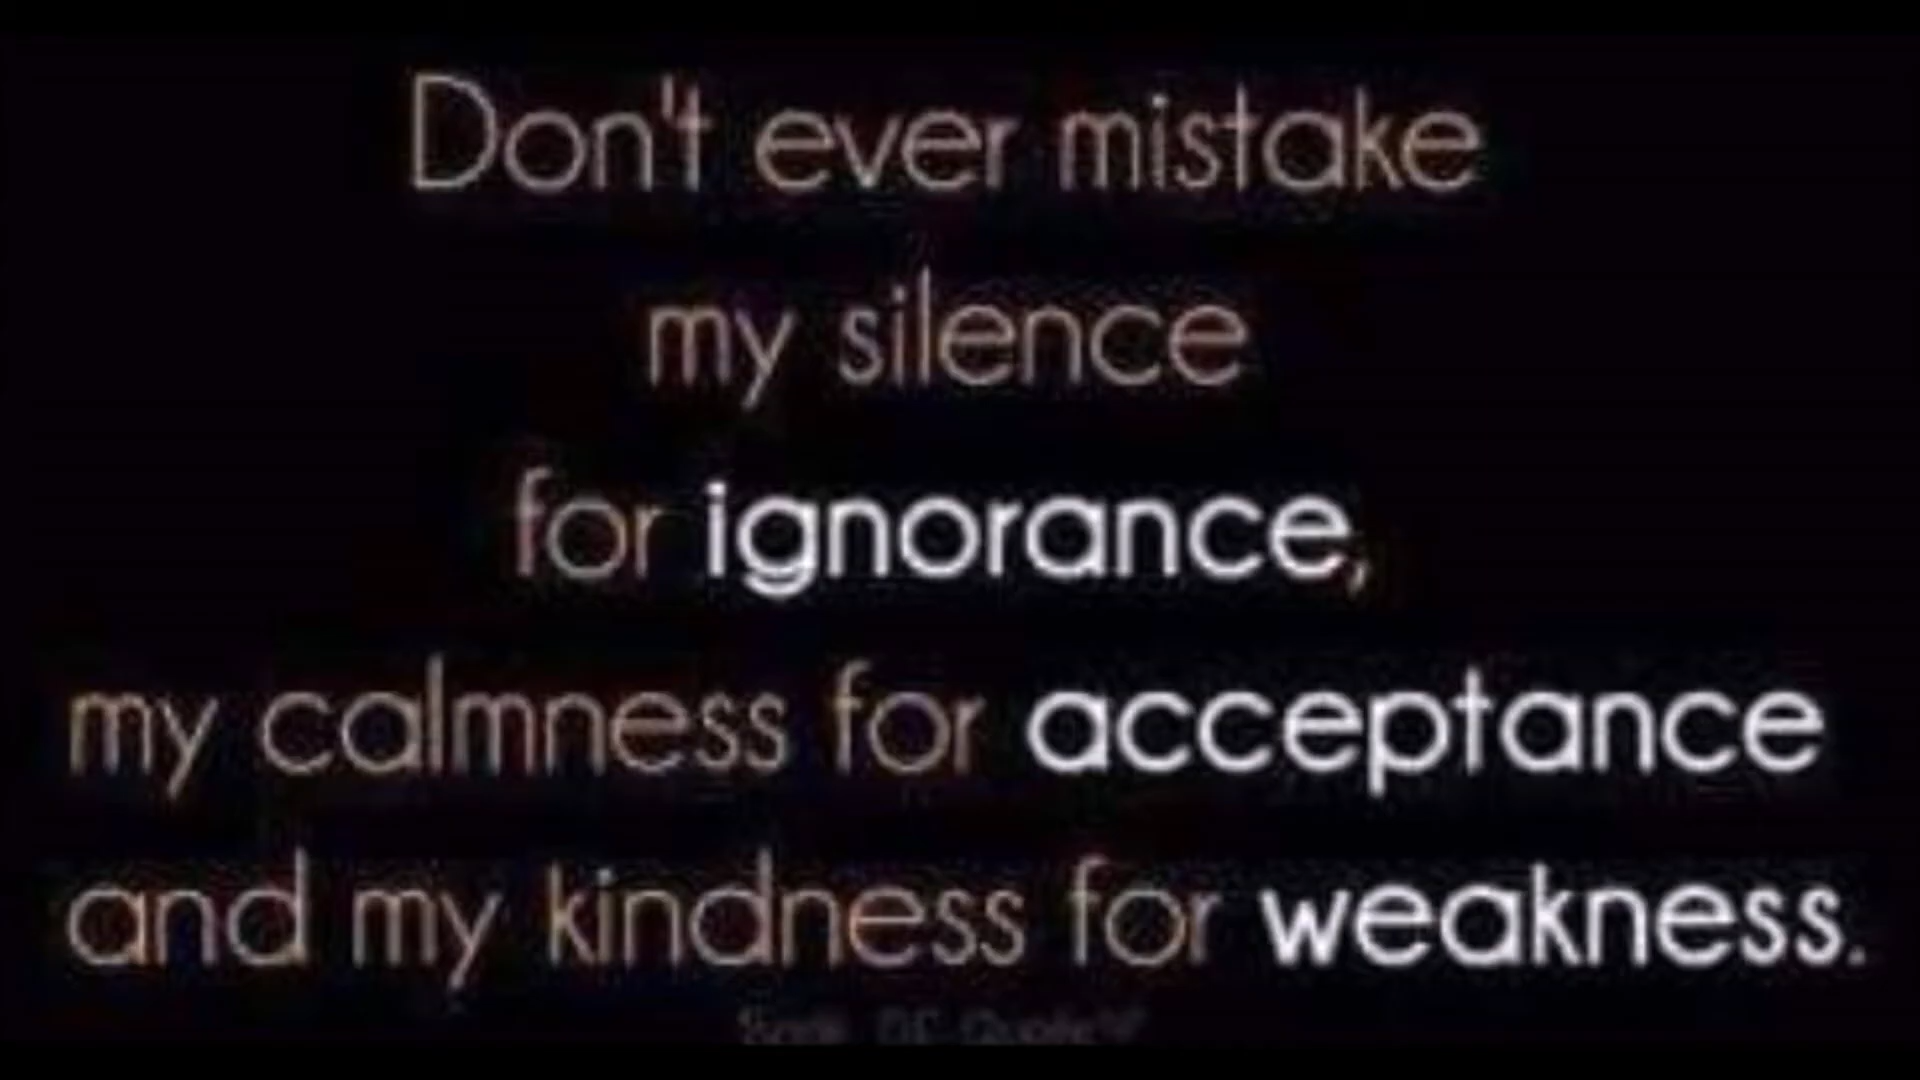 Don't ever mistake
my silence
for ignorance,
my calmness for acceptance
and my kindness for weakness.